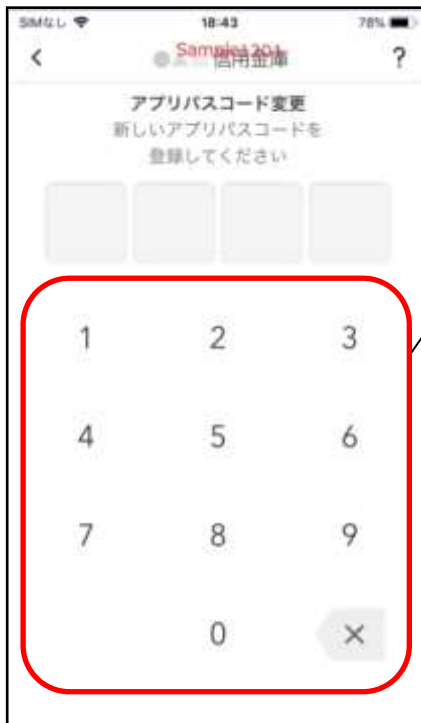 SIMなし 18:43 78%
Sample1201
信用金庫
?
アプリパスコード変更
新しいアプリパスコードを
登録してください
1 2 3
4 5 6
7 8 9
0